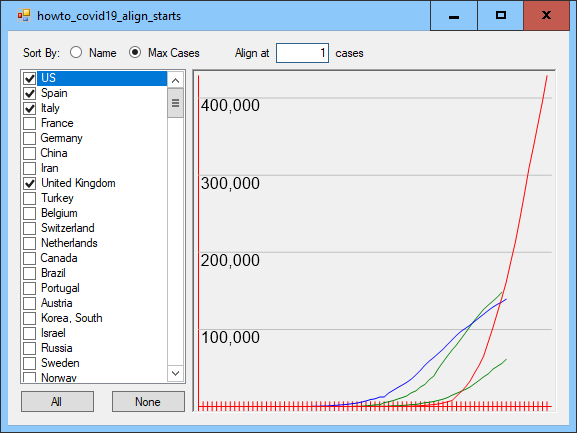 howto_covid19_align_starts
Sort By: Name Max Cases Align at 1 cases
US
Spain
Italy
France
Germany
China
Iran
United Kingdom
Turkey
Belgium
Switzerland
Netherlands
Canada
Brazil
Portugal
Austria
Korea, South
Israel
Russia
Sweden
Norway
400,000
300,000
200,000
100,000
All None